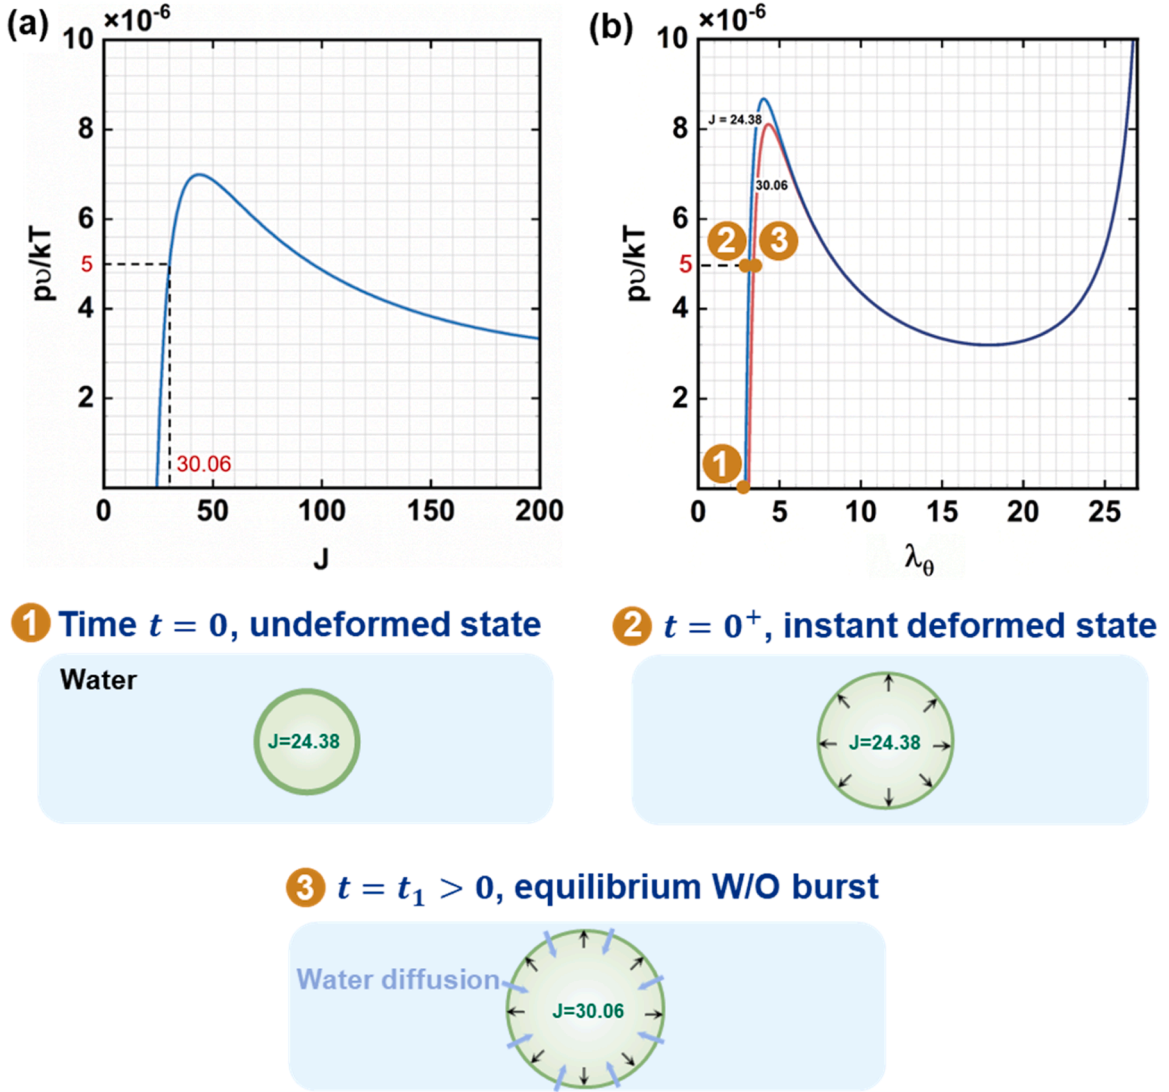 (a)
×10⁻⁶
10
8
6
5
4
2
pυ/kT
30.06
0
50
100
150
200
J
(b)
×10⁻⁶
10
8
6
5
4
2
pυ/kT
J = 24.38
30.06
2
3
1
0
5
10
15
20
25
λθ
1 Time t = 0, undeformed state
Water
J=24.38
2 t = 0⁺, instant deformed state
J=24.38
3 t = t₁ > 0, equilibrium W/O burst
Water diffusion
J=30.06